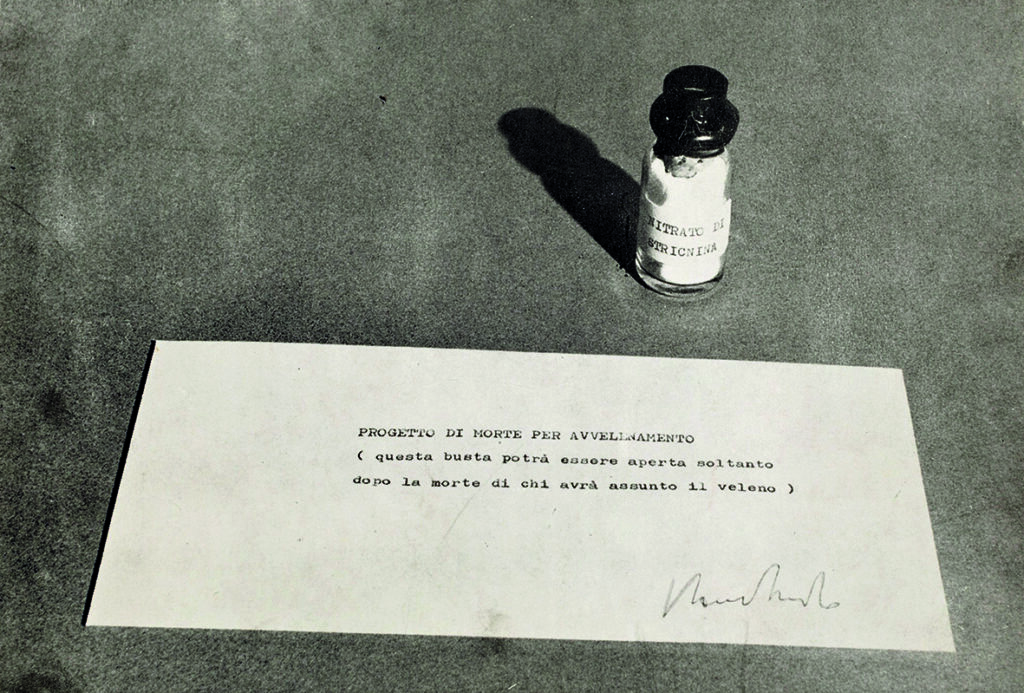 NITRATO DI
STRICNINA
PROGETTO DI MORTE PER AVVELENAMENTO
( questa busta potrà essere aperta soltanto
dopo la morte di chi avrà assunto il veleno )